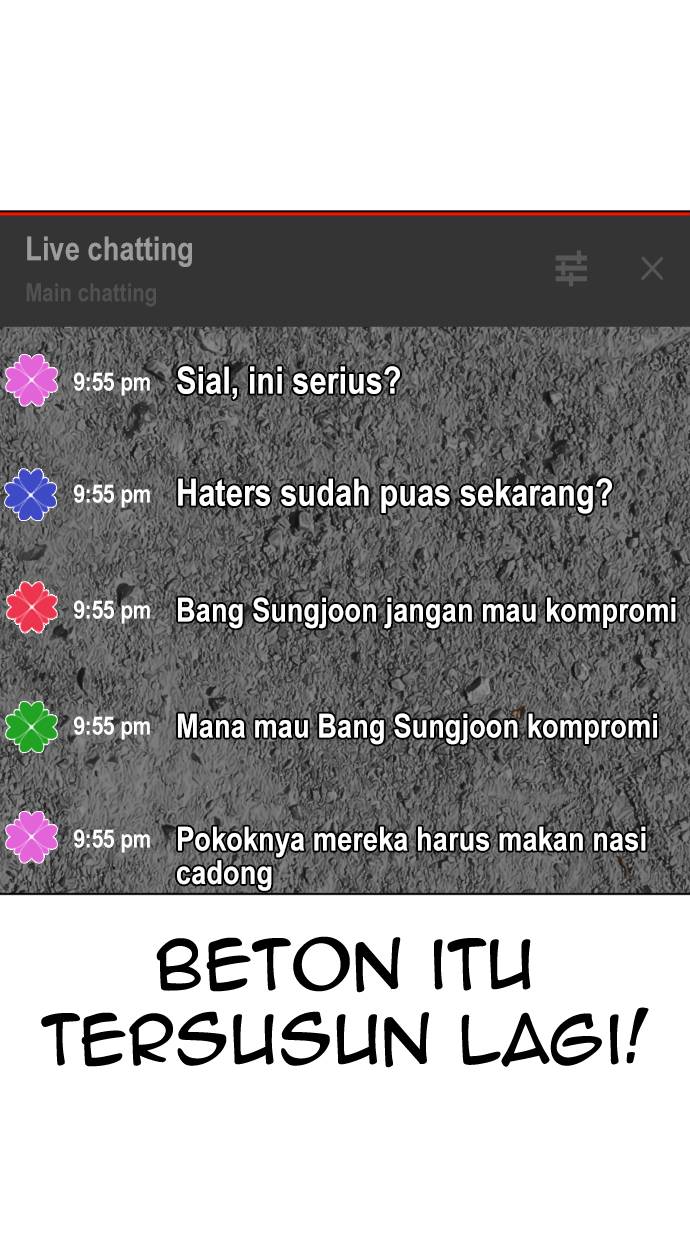 Live chatting
Main chatting
9:55 pm Sial, ini serius?
9:55 pm Haters sudah puas sekarang?
9:55 pm Bang Sungjoon jangan mau kompromi
9:55 pm Mana mau Bang Sungjoon kompromi
9:55 pm Pokoknya mereka harus makan nasi
cadong
BETON ITU
TERSUSUN LAGI!